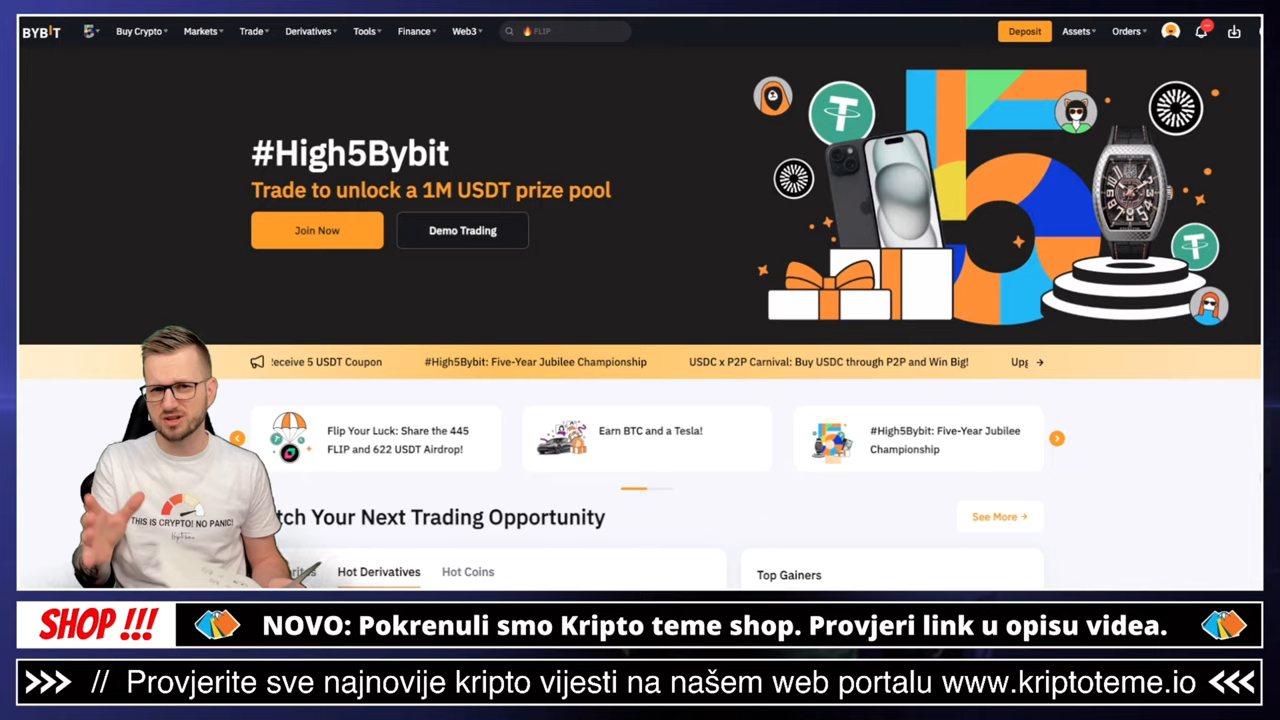 BYBIT
Buy Crypto
Markets
Trade
Derivatives
Tools
Finance
Web3
FLIP
Deposit
Assets
Orders
#High5Bybit
Trade to unlock a 1M USDT prize pool
Join Now
Demo Trading
eceive 5 USDT Coupon
#High5Bybit: Five-Year Jubilee Championship
USDC x P2P Carnival: Buy USDC through P2P and Win Big!
Upg
Flip Your Luck: Share the 445
FLIP and 622 USDT Airdrop!
Earn BTC and a Tesla!
#High5Bybit: Five-Year Jubilee
Championship
tch Your Next Trading Opportunity
See More
Hot Derivatives
Hot Coins
Top Gainers
THIS IS CRYPTO! NO PANIC!
SHOP !!!
NOVO: Pokrenuli smo Kripto teme shop. Provjeri link u opisu videa.
>>> // Provjerite sve najnovije kripto vijesti na našem web portalu www.kriptoteme.io <<<